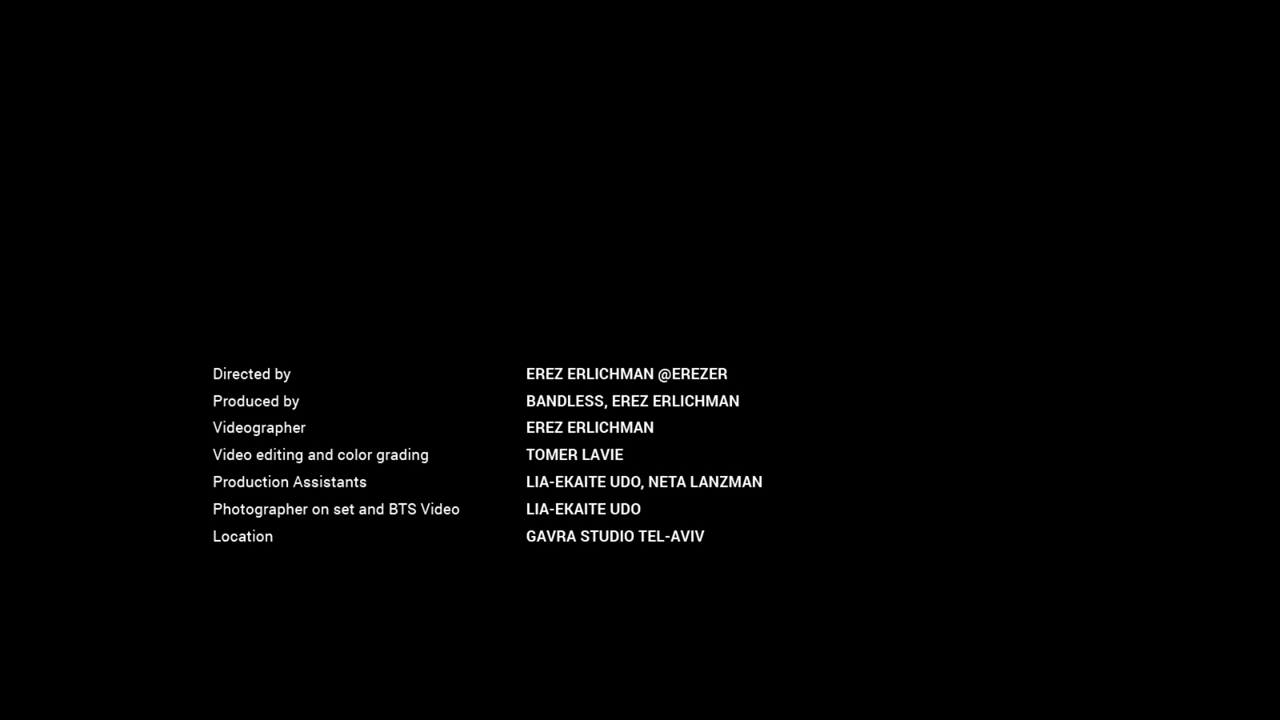 Directed by EREZ ERLICHMAN @EREZER
Produced by BANDLESS, EREZ ERLICHMAN
Videographer EREZ ERLICHMAN
Video editing and color grading TOMER LAVIE
Production Assistants LIA-EKAITE UDO, NETA LANZMAN
Photographer on set and BTS Video LIA-EKAITE UDO
Location GAVRA STUDIO TEL-AVIV